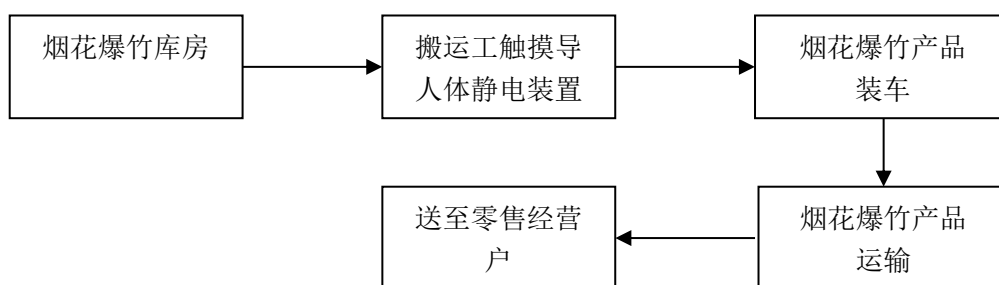 烟花爆竹库房
搬运工触摸导
人体静电装置
烟花爆竹产品
装车
烟花爆竹产品
运输
送至零售经营
户